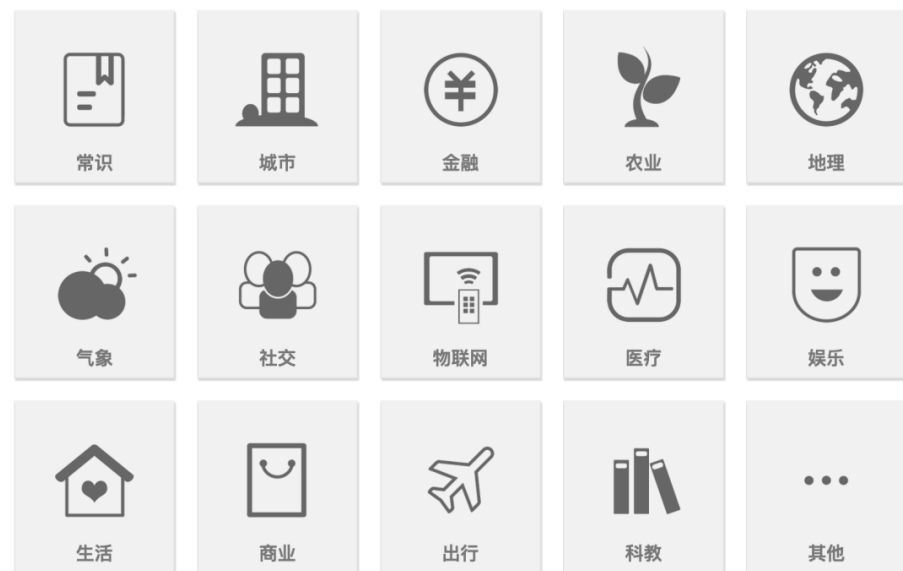 常识
城市
金融
农业
地理
气象
社交
物联网
医疗
娱乐
生活
商业
出行
科教
其他